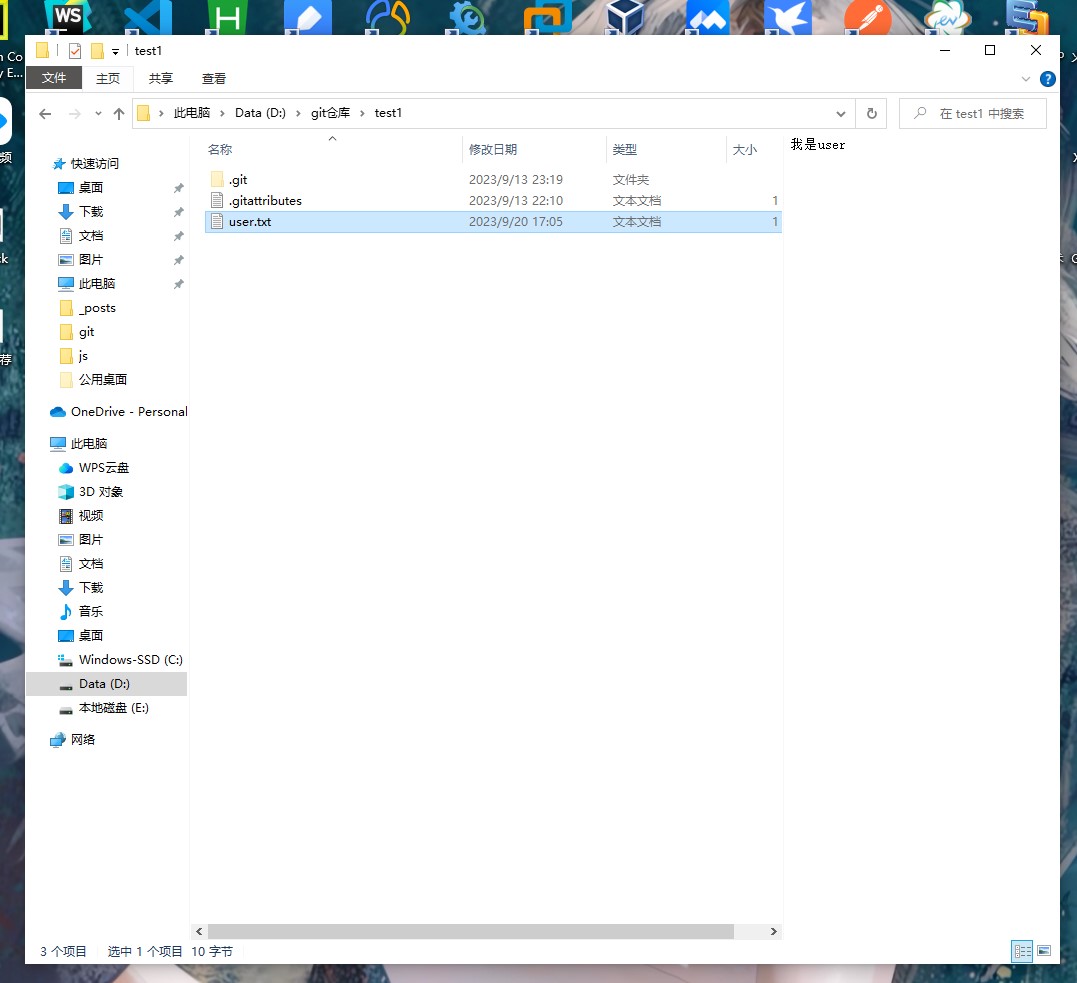 WS
H
test1
文件
主页
共享
查看
此电脑 › Data (D:) › git仓库 › test1
在 test1 中搜索
名称
修改日期
类型
大小
.git
2023/9/13 23:19
文件夹
.gitattributes
2023/9/13 22:10
文本文档
1
user.txt
2023/9/20 17:05
文本文档
1
我是user
快速访问
桌面
下载
文档
图片
此电脑
_posts
git
js
公用桌面
OneDrive - Personal
此电脑
WPS云盘
3D 对象
视频
图片
文档
下载
音乐
桌面
Windows-SSD (C:)
Data (D:)
本地磁盘 (E:)
网络
3 个项目
选中 1 个项目 10 字节